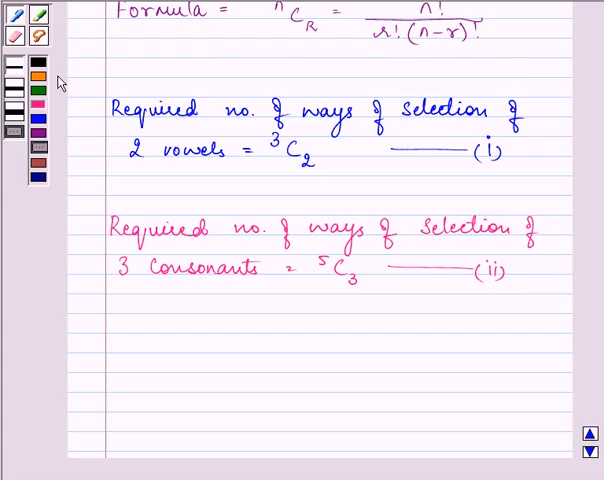 Formula = ⁿC_R = n! / r!(n-r)!
Required no. of ways of selection of
2 vowels = ³C₂ ——— (i)
Required no. of ways of selection of
3 consonants = ⁵C₃ ——— (ii)